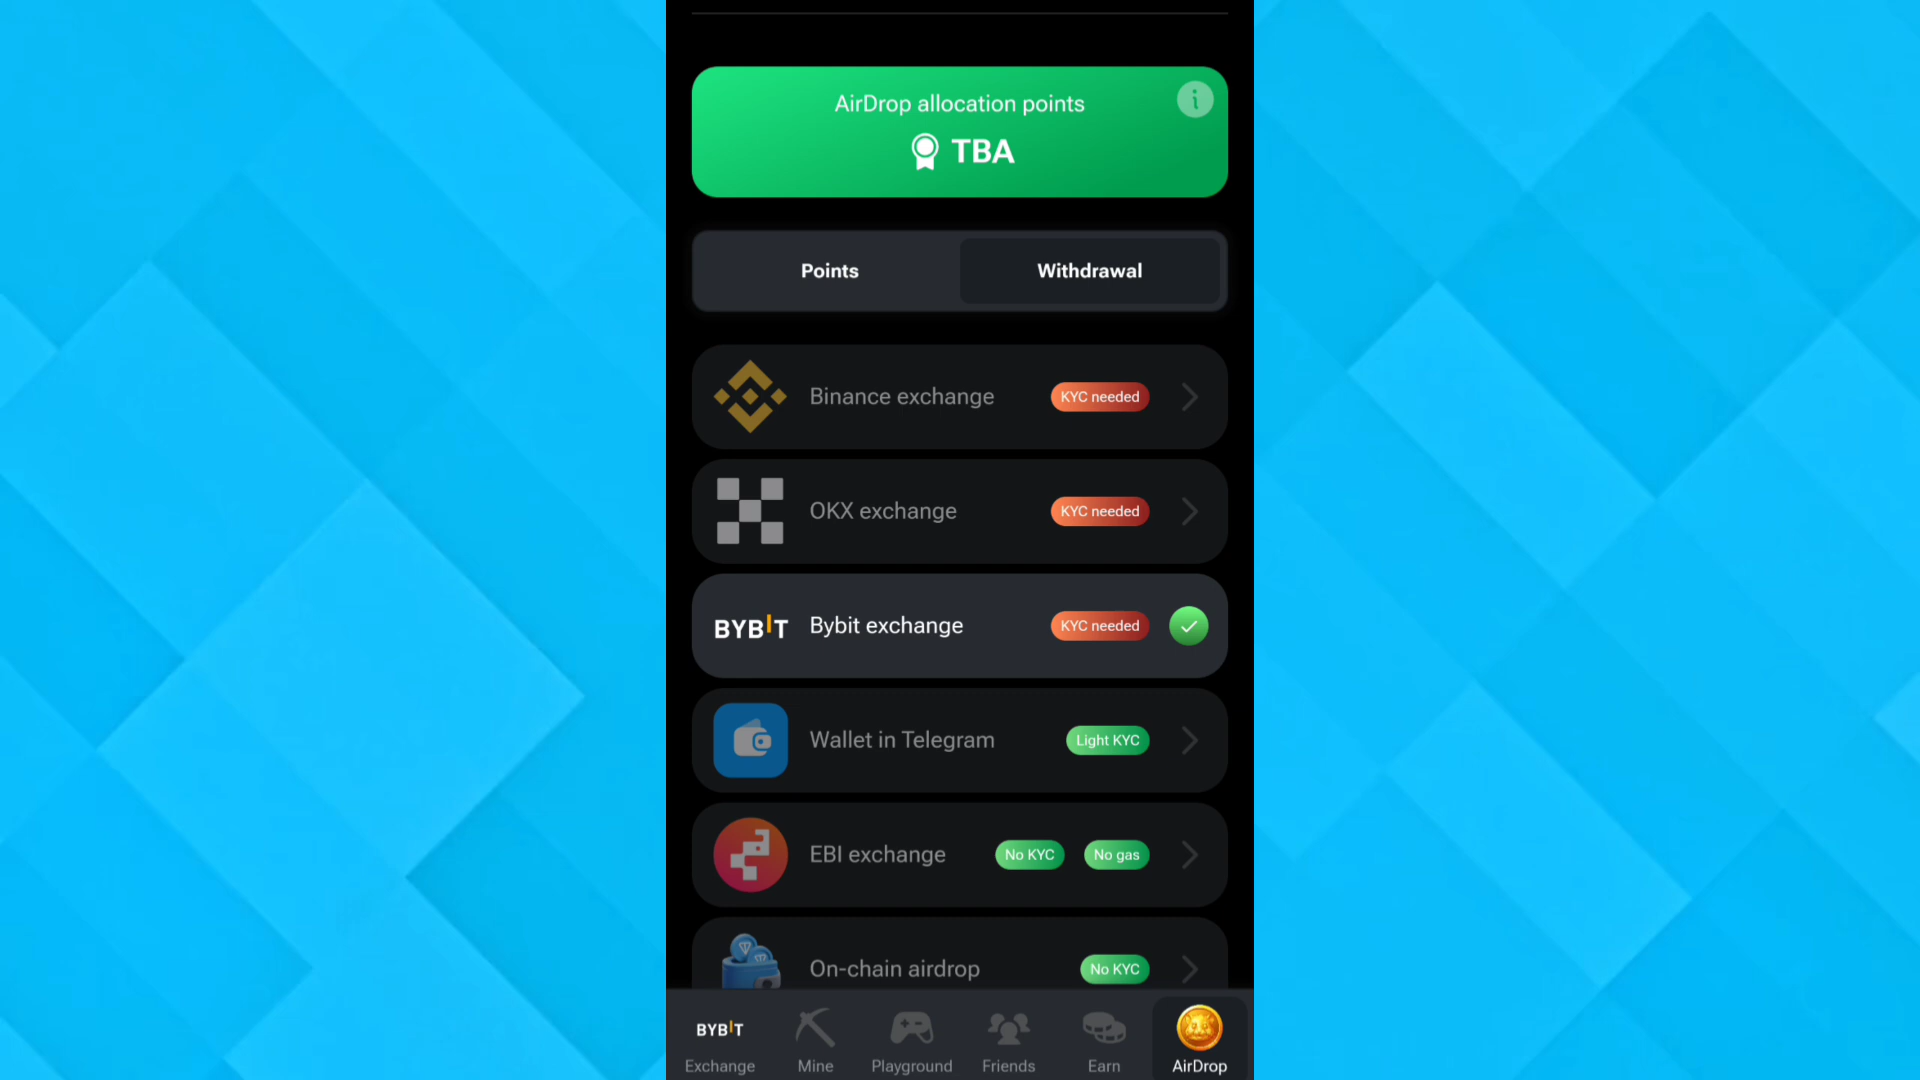 AirDrop allocation points
TBA
Points
Withdrawal
Binance exchange
KYC needed
OKX exchange
KYC needed
BYBIT
Bybit exchange
KYC needed
Wallet in Telegram
Light KYC
EBI exchange
No KYC
No gas
On-chain airdrop
No KYC
BYBIT
Exchange
Mine
Playground
Friends
Earn
AirDrop